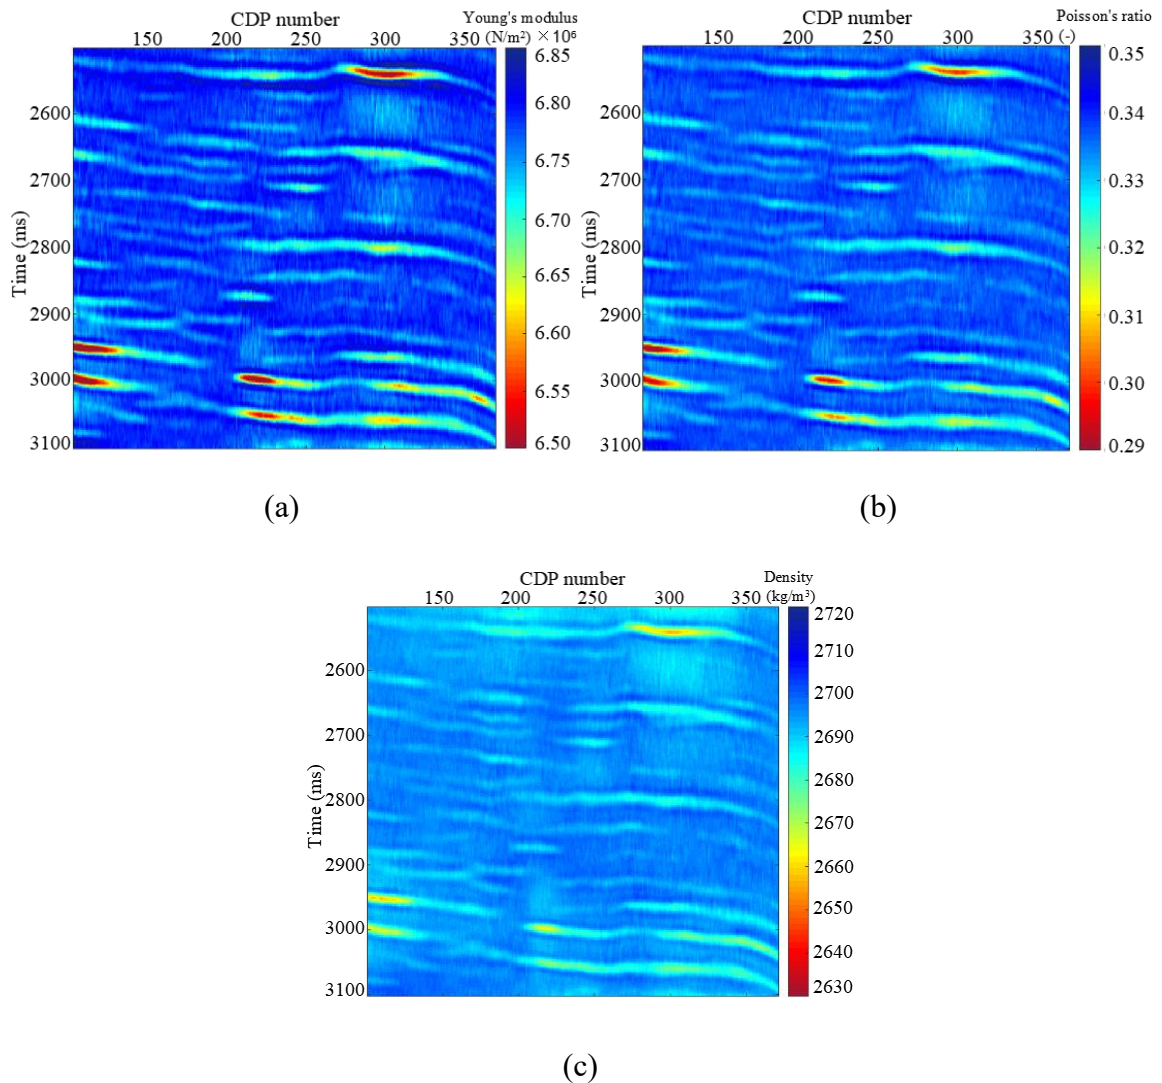 CDP number
Young's modulus
(N/m²) ×10⁶
150 200 250 300 350
6.85
6.80
6.75
6.70
6.65
6.60
6.55
6.50
2600
2700
2800
2900
3000
3100
Time (ms)
(a)
CDP number
Poisson's ratio
(-)
150 200 250 300 350
0.35
0.34
0.33
0.32
0.31
0.30
0.29
2600
2700
2800
2900
3000
3100
Time (ms)
(b)
CDP number
Density
(kg/m³)
150 200 250 300 350
2720
2710
2700
2690
2680
2670
2660
2650
2640
2630
2600
2700
2800
2900
3000
3100
Time (ms)
(c)